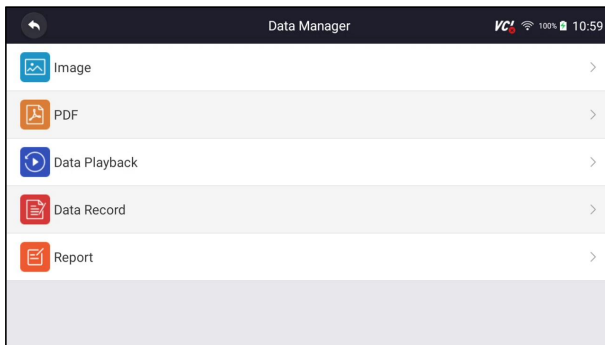 Data Manager
VCI 100% 10:59
Image
PDF
Data Playback
Data Record
Report